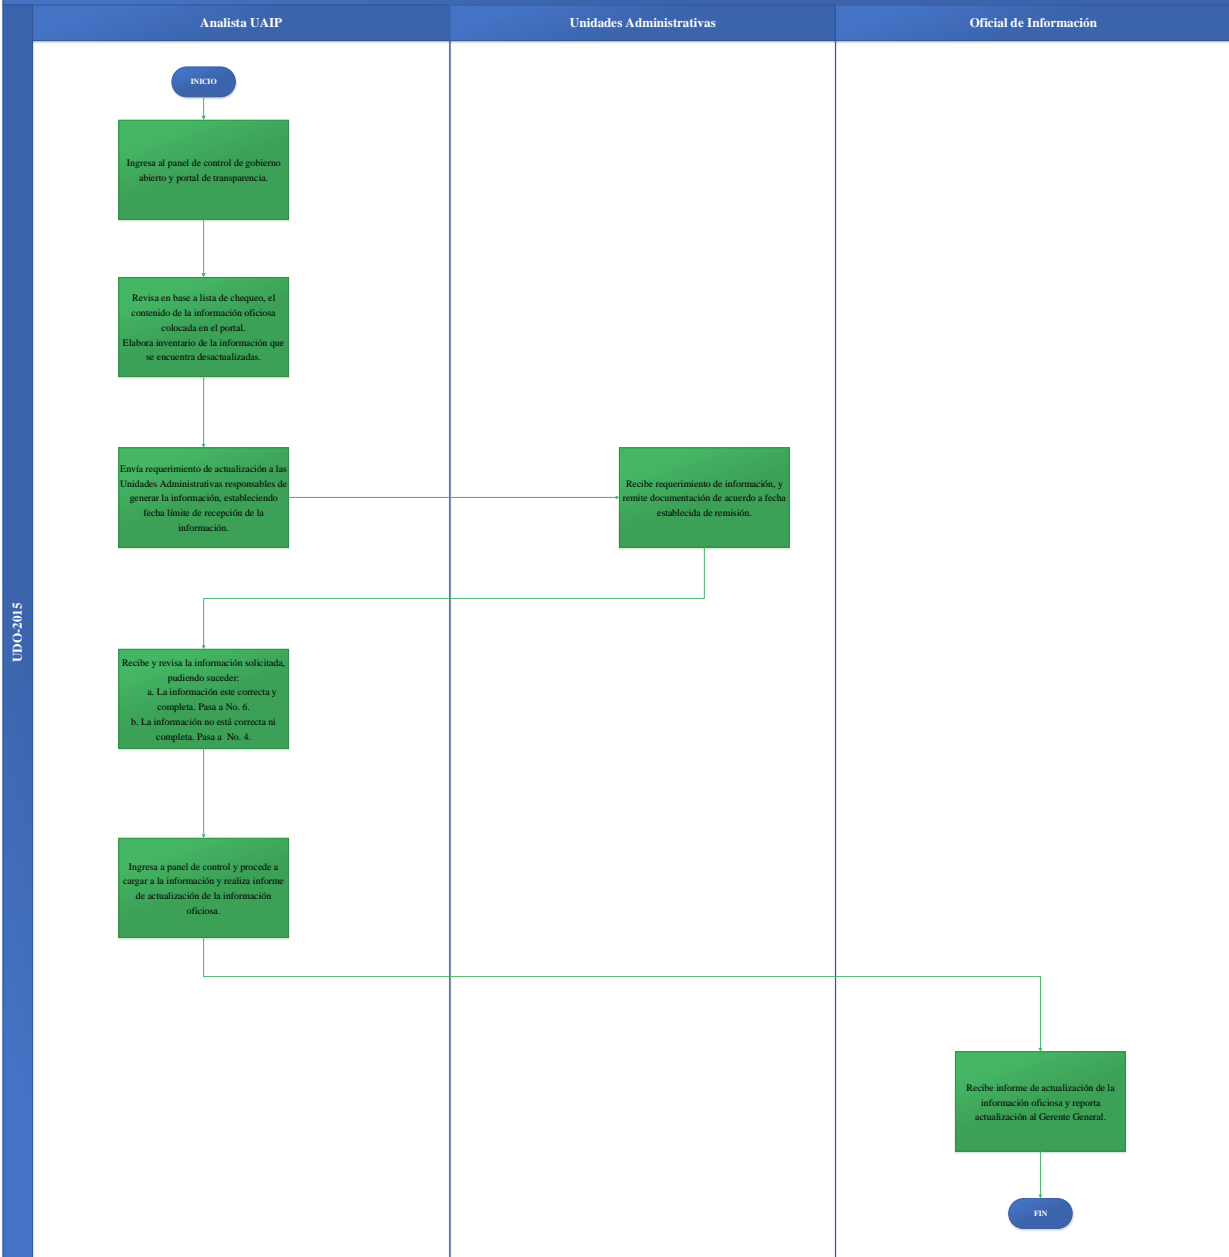 Analista UAIP
Unidades Administrativas
Oficial de Información
UDO-2015
INICIO
Ingresa al panel de control de gobierno
abierto y portal de transparencia.
Revisa en base a lista de chequeo, el
contenido de la información oficiosa
colocada en el portal.
Elabora inventario de la información que
se encuentra desactualizadas.
Envía requerimiento de actualización a las
Unidades Administrativas responsables de
generar la información, estableciendo
fecha límite de recepción de la
información.
Recibe requerimiento de información, y
remite documentación de acuerdo a fecha
establecida de remisión.
Recibe y revisa la información solicitada,
pudiendo suceder:
a. La información este correcta y
completa. Pasa a No. 6.
b. La información no está correcta ni
completa. Pasa a No. 4.
Ingresa a panel de control y procede a
cargar a la información y realiza informe
de actualización de la información
oficiosa.
Recibe informe de actualización de la
información oficiosa y reporta
actualización al Gerente General.
FIN